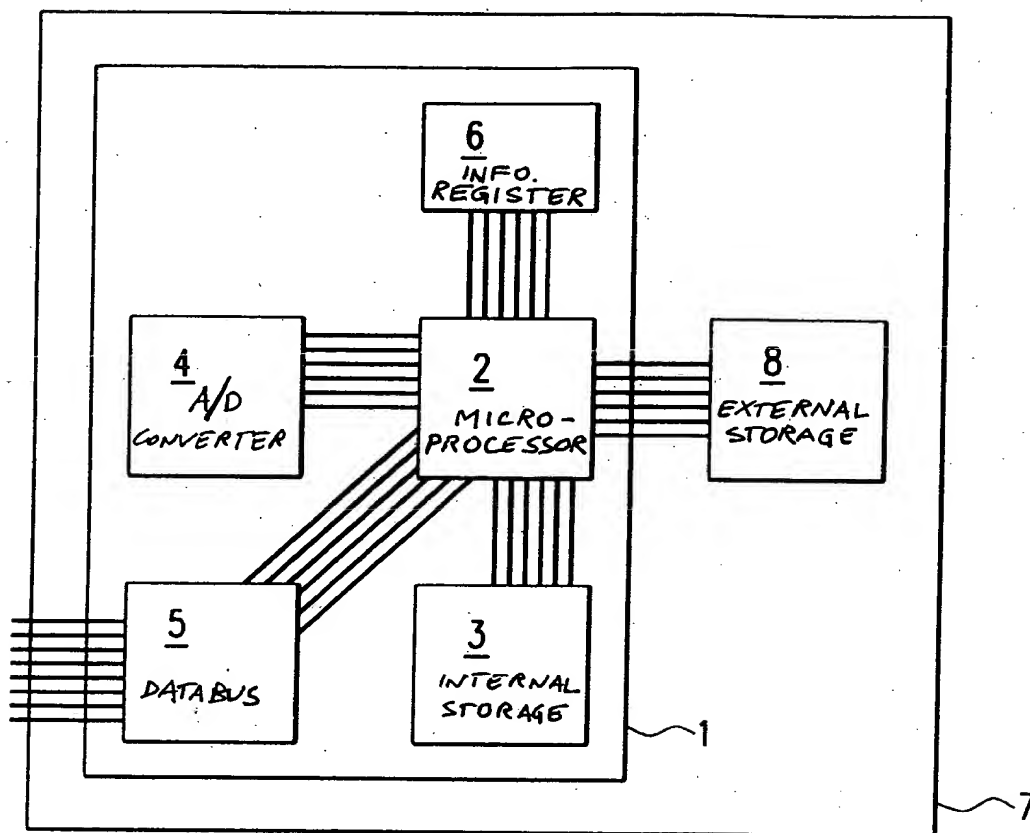 6
INFO.
REGISTER
4
A/D
CONVERTER
2
MICRO-
PROCESSOR
8
EXTERNAL
STORAGE
5
DATABUS
3
INTERNAL
STORAGE
1
7